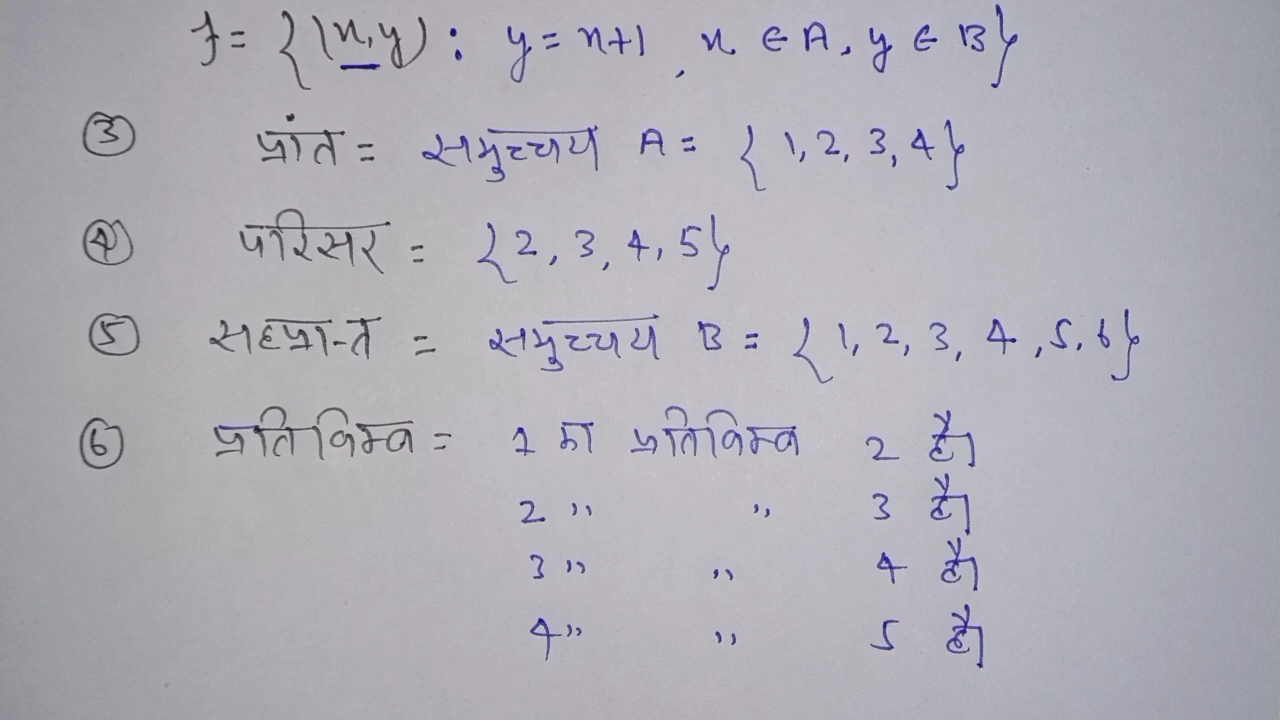 f = {(x,y) : y = x+1, x ∈ A, y ∈ B}
③ प्रांत = समुच्चय A = {1, 2, 3, 4}
④ परिसर = {2, 3, 4, 5}
⑤ सहप्रान्त = समुच्चय B = {1, 2, 3, 4, 5, 6}
⑥ प्रतिविम्ब = 1 का प्रतिविम्ब 2 है।
2 " " 3 है।
3 " " 4 है।
4 " " 5 है।